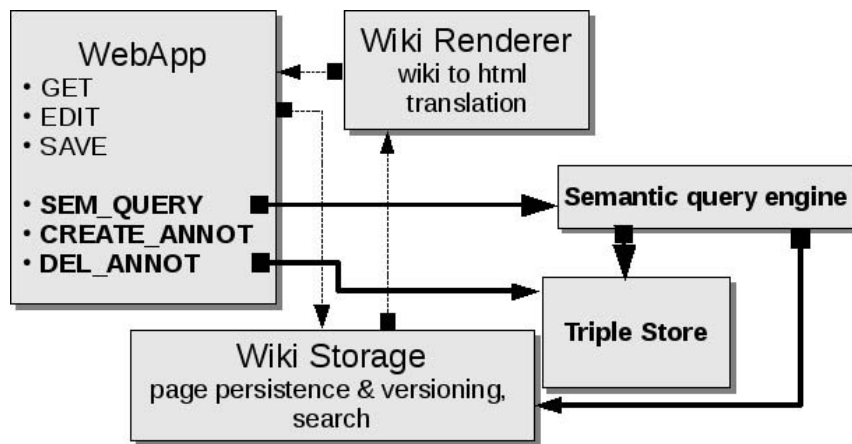 WebApp
• GET
• EDIT
• SAVE
• SEM_QUERY
• CREATE_ANNOT
• DEL_ANNOT
Wiki Renderer
wiki to html
translation
Semantic query engine
Triple Store
Wiki Storage
page persistence & versioning,
search